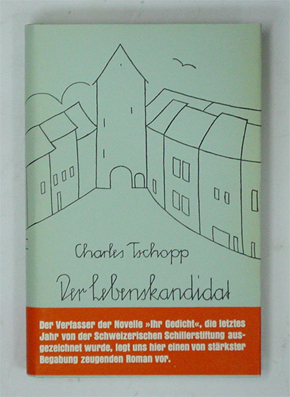 Charles Tschopp
Der Lebenskandidat
Der Verfasser der Novelle »Ihr Gedicht«, die letztes
Jahr von der Schweizerischen Schillerstiftung aus-
gezeichnet wurde, legt uns hier einen von stärkster
Begabung zeugenden Roman vor.